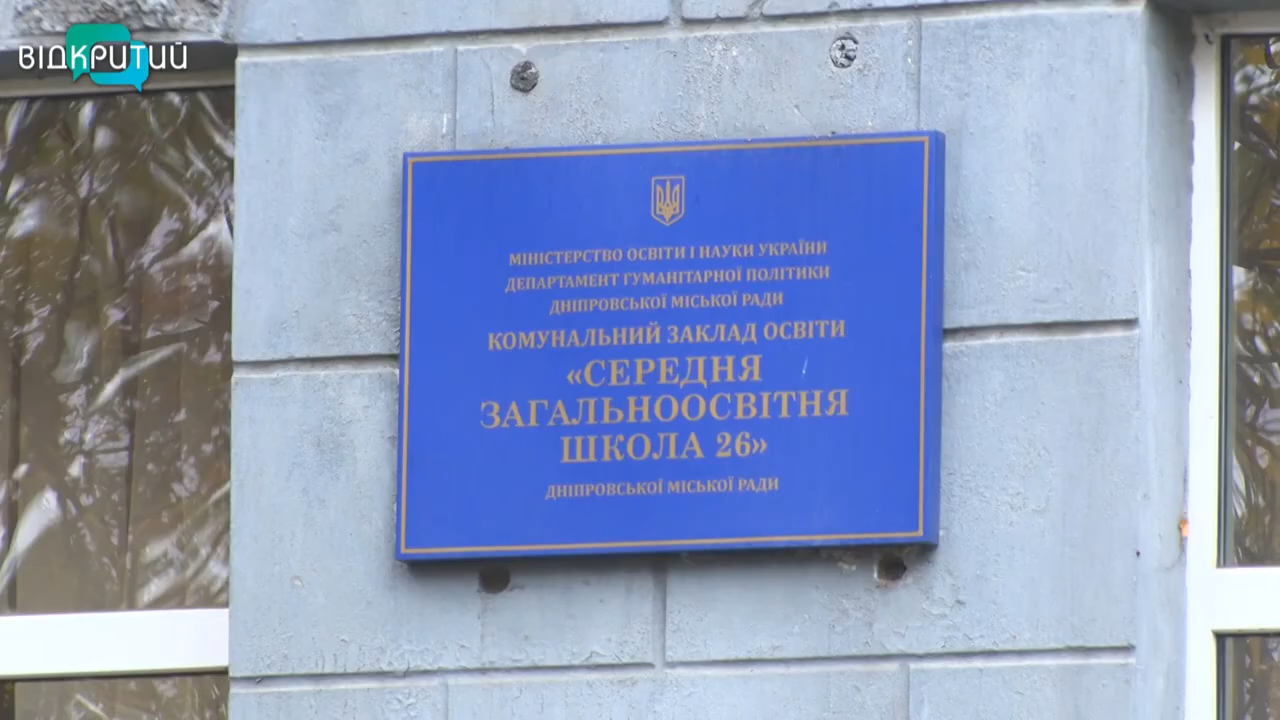 ВІДКРИТИЙ
МІНІСТЕРСТВО ОСВІТИ І НАУКИ УКРАЇНИ
ДЕПАРТАМЕНТ ГУМАНІТАРНОЇ ПОЛІТИКИ
ДНІПРОВСЬКОЇ МІСЬКОЇ РАДИ
КОМУНАЛЬНИЙ ЗАКЛАД ОСВІТИ
«СЕРЕДНЯ
ЗАГАЛЬНООСВІТНЯ
ШКОЛА 26»
ДНІПРОВСЬКОЇ МІСЬКОЇ РАДИ